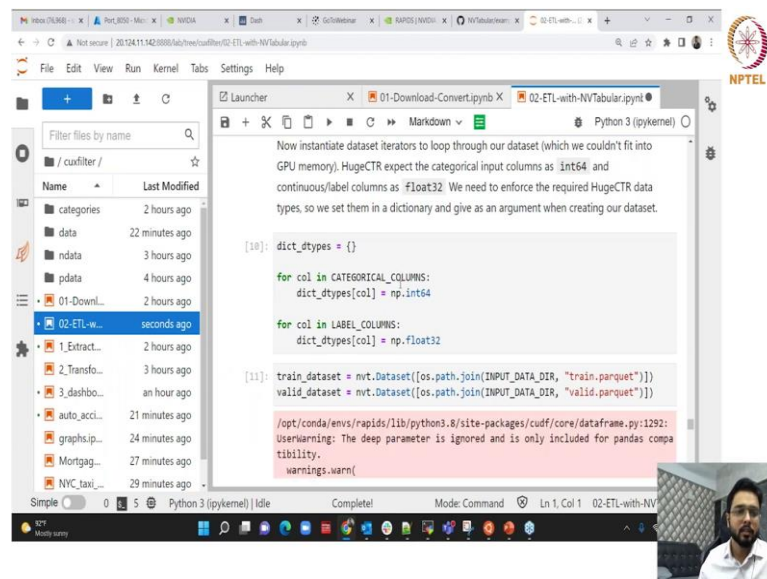 Inbox (76,968) - x
Port_8050 - Micr x
NVIDIA x
Dash x
GoToWebinar x
RAPIDS | NVIDIA x
NVTabular/exam x
02-ETL-with-
Not secure | 20.124.11.142:8888/lab/tree/cuxfilter/02-ETL-with-NVTabular.ipynb
NPTEL
File Edit View Run Kernel Tabs Settings Help
Launcher X 01-Download-Convert.ipynb X 02-ETL-with-NVTabular.ipynb
Markdown Python 3 (ipykernel)
Filter files by name
/ cuxfilter /
Name Last Modified
categories 2 hours ago
data 22 minutes ago
ndata 3 hours ago
pdata 4 hours ago
01-Downl... 2 hours ago
02-ETL-w... seconds ago
1_Extract... 2 hours ago
2_Transfo... 3 hours ago
3_dashbo... an hour ago
auto_acci... 21 minutes ago
graphs.ip... 24 minutes ago
Mortgag... 27 minutes ago
NYC_taxi_... 29 minutes ago
Now instantiate dataset iterators to loop through our dataset (which we couldn't fit into
GPU memory). HugeCTR expect the categorical input columns as int64 and
continuous/label columns as float32 We need to enforce the required HugeCTR data
types, so we set them in a dictionary and give as an argument when creating our dataset.
[10]: dict_dtypes = {}
for col in CATEGORICAL_COLUMNS:
dict_dtypes[col] = np.int64
for col in LABEL_COLUMNS:
dict_dtypes[col] = np.float32
[11]: train_dataset = nvt.Dataset([os.path.join(INPUT_DATA_DIR, "train.parquet")])
valid_dataset = nvt.Dataset([os.path.join(INPUT_DATA_DIR, "valid.parquet")])
/opt/conda/envs/rapids/lib/python3.8/site-packages/cudf/core/dataframe.py:1292:
UserWarning: The deep parameter is ignored and is only included for pandas compa
tibility.
warnings.warn(
Simple 0 5 Python 3 (ipykernel) | Idle Complete! Mode: Command Ln 1, Col 1 02-ETL-with-NV
92°F
Mostly sunny